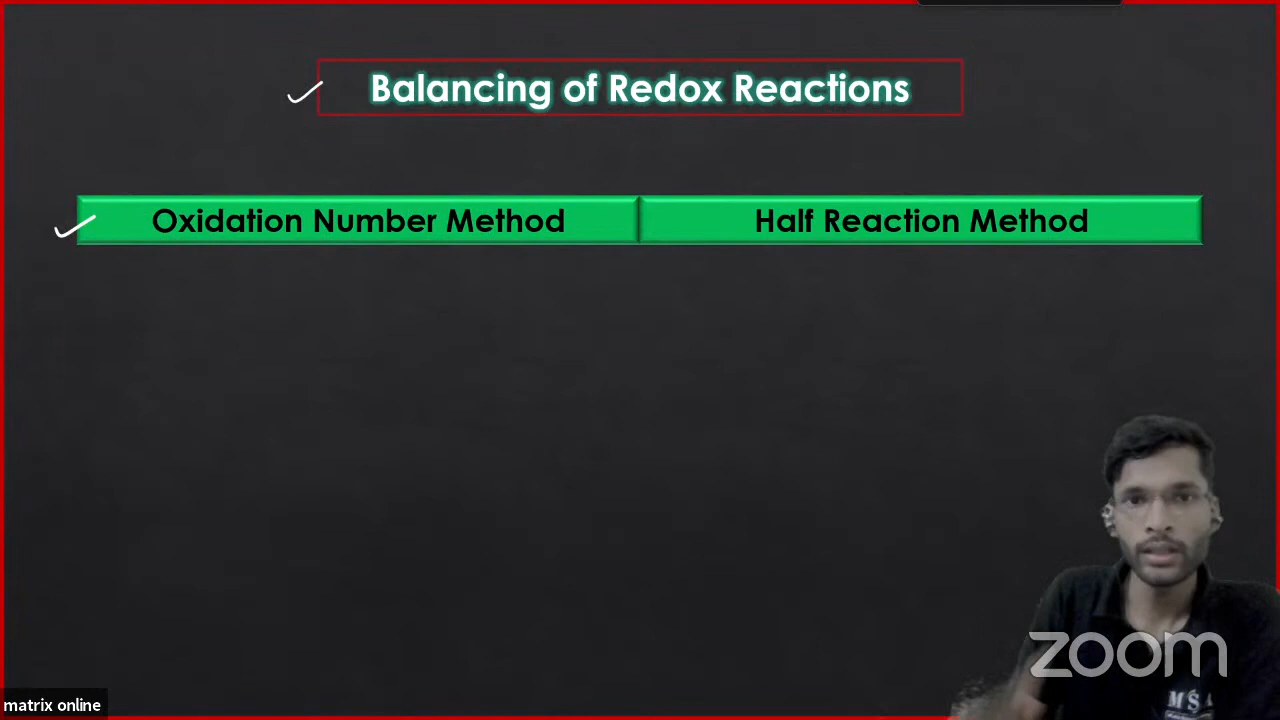 Balancing of Redox Reactions
Oxidation Number Method
Half Reaction Method
zoom
matrix online